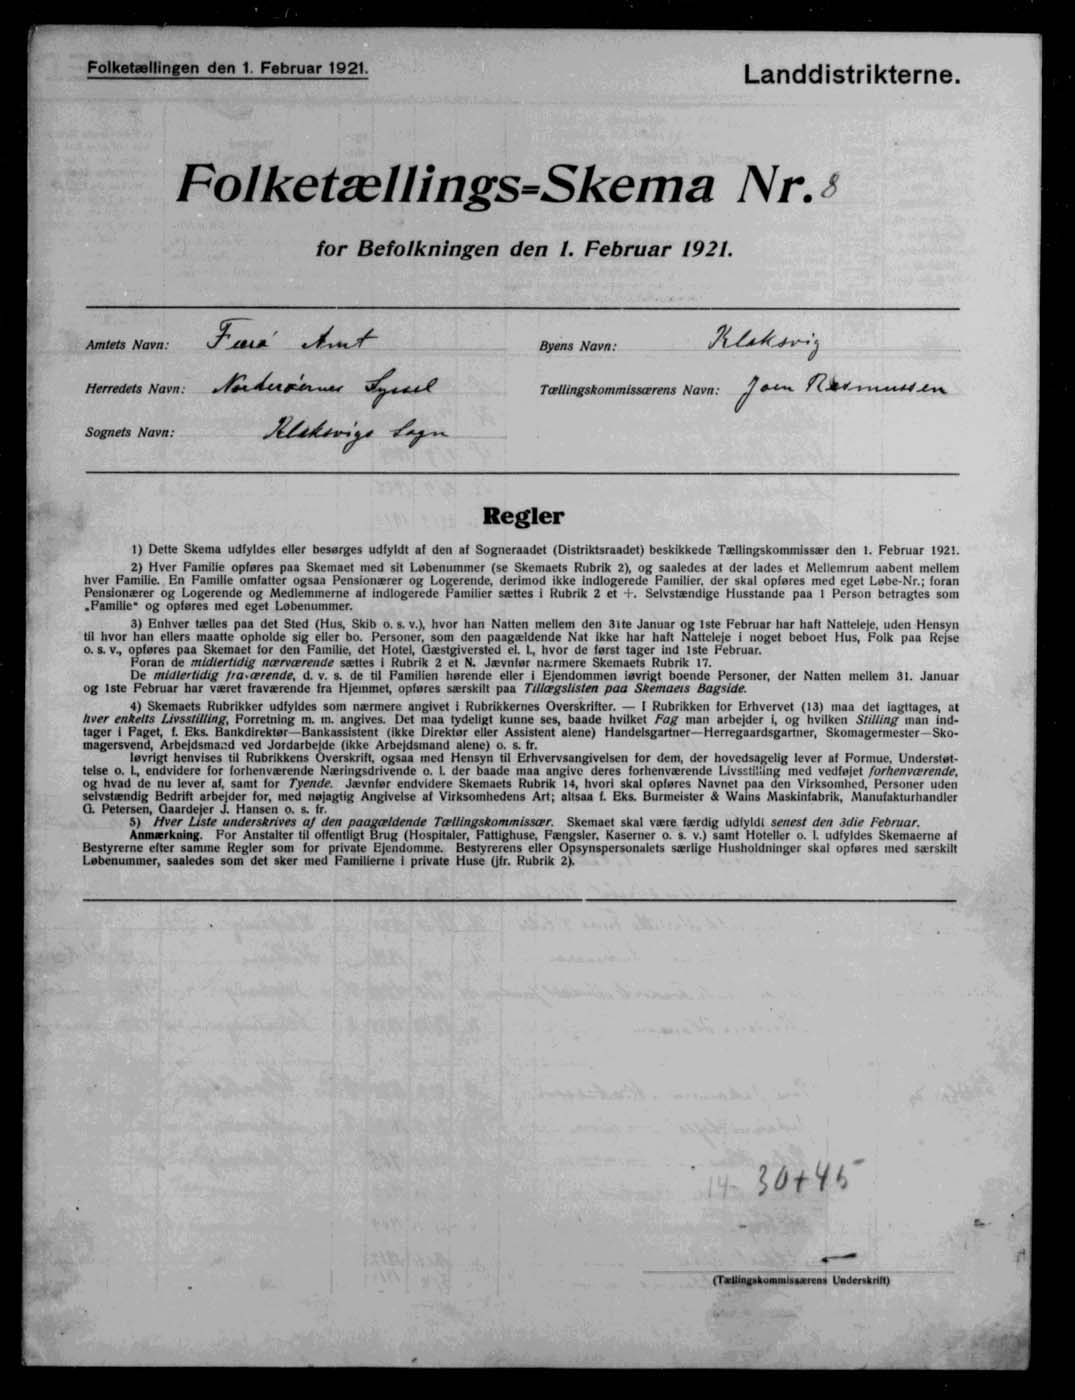 Folketællingen den 1. Februar 1921.
Landdistrikterne.
Folketællings=Skema Nr. 8
for Befolkningen den 1. Februar 1921.
Amtets Navn: Færø Amt
Byens Navn: Klaksvig
Herredets Navn: Norderøernes Syssel
Tællingskommissærens Navn: Joen Rasmussen
Sognets Navn: Klaksvigs Sogn
Regler
1) Dette Skema udfyldes eller besørges udfyldt af den af Sogneraadet (Distriktsraadet) beskikkede Tællingskommissær den 1. Februar 1921.
2) Hver Familie opføres paa Skemaet med sit Løbenummer (se Skemaets Rubrik 2), og saaledes at der lades et Mellemrum aabent mellem
hver Familie. En Familie omfatter ogsaa Pensionærer og Logerende, derimod ikke indlogerede Familier, der skal opføres med eget Løbe-Nr.; foran
Pensionærer og Logerende og Medlemmerne af indlogerede Familier sættes i Rubrik 2 et +. Selvstændige Husstande paa 1 Person betragtes som
„Familie“ og opføres med eget Løbenummer.
3) Enhver tælles paa det Sted (Hus, Skib o. s. v.), hvor han Natten mellem den 31te Januar og 1ste Februar har haft Natteleje, uden Hensyn
til hvor han ellers maatte opholde sig eller bo. Personer, som den paagældende Nat ikke har haft Natteleje i noget beboet Hus, Folk paa Rejse
o. s. v., opføres paa Skemaet for den Familie, det Hotel, Gæstgiversted el. l., hvor de først tager ind 1ste Februar.
Foran de midlertidig nærværende sættes i Rubrik 2 et N. Jævnfør nærmere Skemaets Rubrik 17.
De midlertidig fraværende, d. v. s. de til Familien hørende eller i Ejendommen iøvrigt boende Personer, der Natten mellem 31. Januar
og 1ste Februar har været fraværende fra Hjemmet, opføres særskilt paa Tillægslisten paa Skemaets Bagside.
4) Skemaets Rubrikker udfyldes som nærmere angivet i Rubrikkernes Overskrifter. — I Rubrikken for Erhvervet (13) maa det iagttages, at
hver enkelts Livsstilling, Forretning m. m. angives. Det maa tydeligt kunne ses, baade hvilket Fag man arbejder i, og hvilken Stilling man ind-
tager i Faget, f. Eks. Bankdirektør—Bankassistent (ikke Direktør eller Assistent alene) Handelsgartner—Herregaardsgartner, Skomagermester—Sko-
magersvend, Arbejdsmand ved Jordarbejde (ikke Arbejdsmand alene) o. s. fr.
Iøvrigt henvises til Rubrikkens Overskrift, ogsaa med Hensyn til Erhvervsangivelsen for dem, der hovedsagelig lever af Formue, Understøt-
telse o. l., endvidere for forhenværende Næringsdrivende o. l. der baade maa angive deres forhenværende Livsstilling med vedføjet forhenværende,
og hvad de nu lever af, samt for Tyende. Jævnfør endvidere Skemaets Rubrik 14, hvori skal opføres Navnet paa den Virksomhed, Personer uden
selvstændig Bedrift arbejder for, med nøjagtig Angivelse af Virksomhedens Art; altsaa f. Eks. Burmeister & Wains Maskinfabrik, Manufakturhandler
G. Petersen, Gaardejer J. Hansen o. s. fr.
5) Hver Liste underskrives af den paagældende Tællingskommissær. Skemaet skal være færdig udfyldt senest den 3die Februar.
Anmærkning. For Anstalter til offentligt Brug (Hospitaler, Fattighuse, Fængsler, Kaserner o. s. v.) samt Hoteller o. l. udfyldes Skemaerne af
Bestyrerne efter samme Regler som for private Ejendomme. Bestyrerens eller Opsynspersonalets særlige Husholdninger skal opføres med særskilt
Løbenummer, saaledes som det sker med Familierne i private Huse (jfr. Rubrik 2).
14- 30+45
(Tællingskommissærens Underskrift)